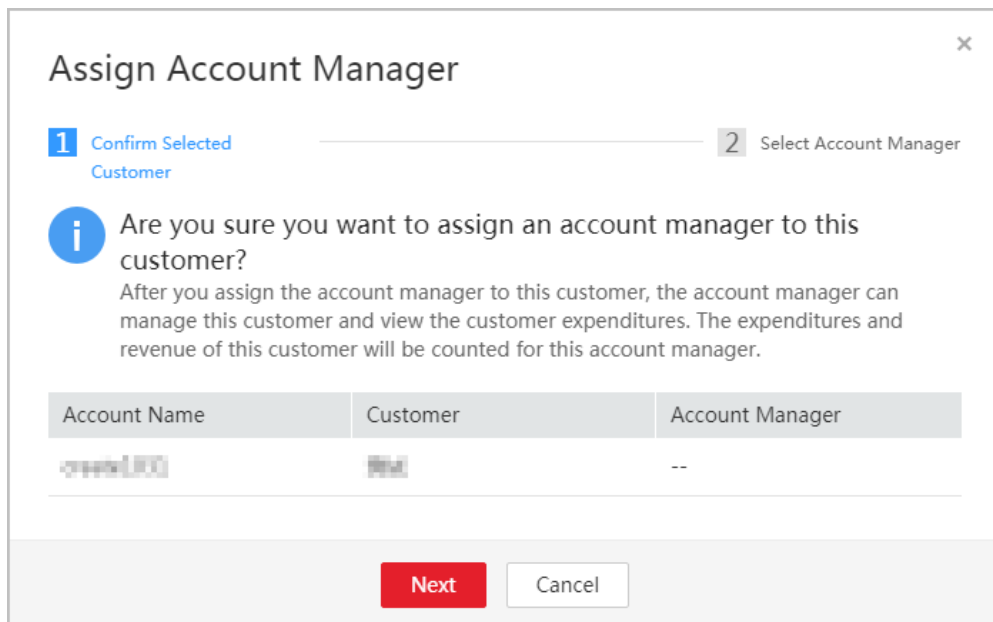 ×
Assign Account Manager
1 Confirm Selected
Customer
2 Select Account Manager
i
Are you sure you want to assign an account manager to this
customer?
After you assign the account manager to this customer, the account manager can
manage this customer and view the customer expenditures. The expenditures and
revenue of this customer will be counted for this account manager.
Account Name Customer Account Manager
--
Next Cancel